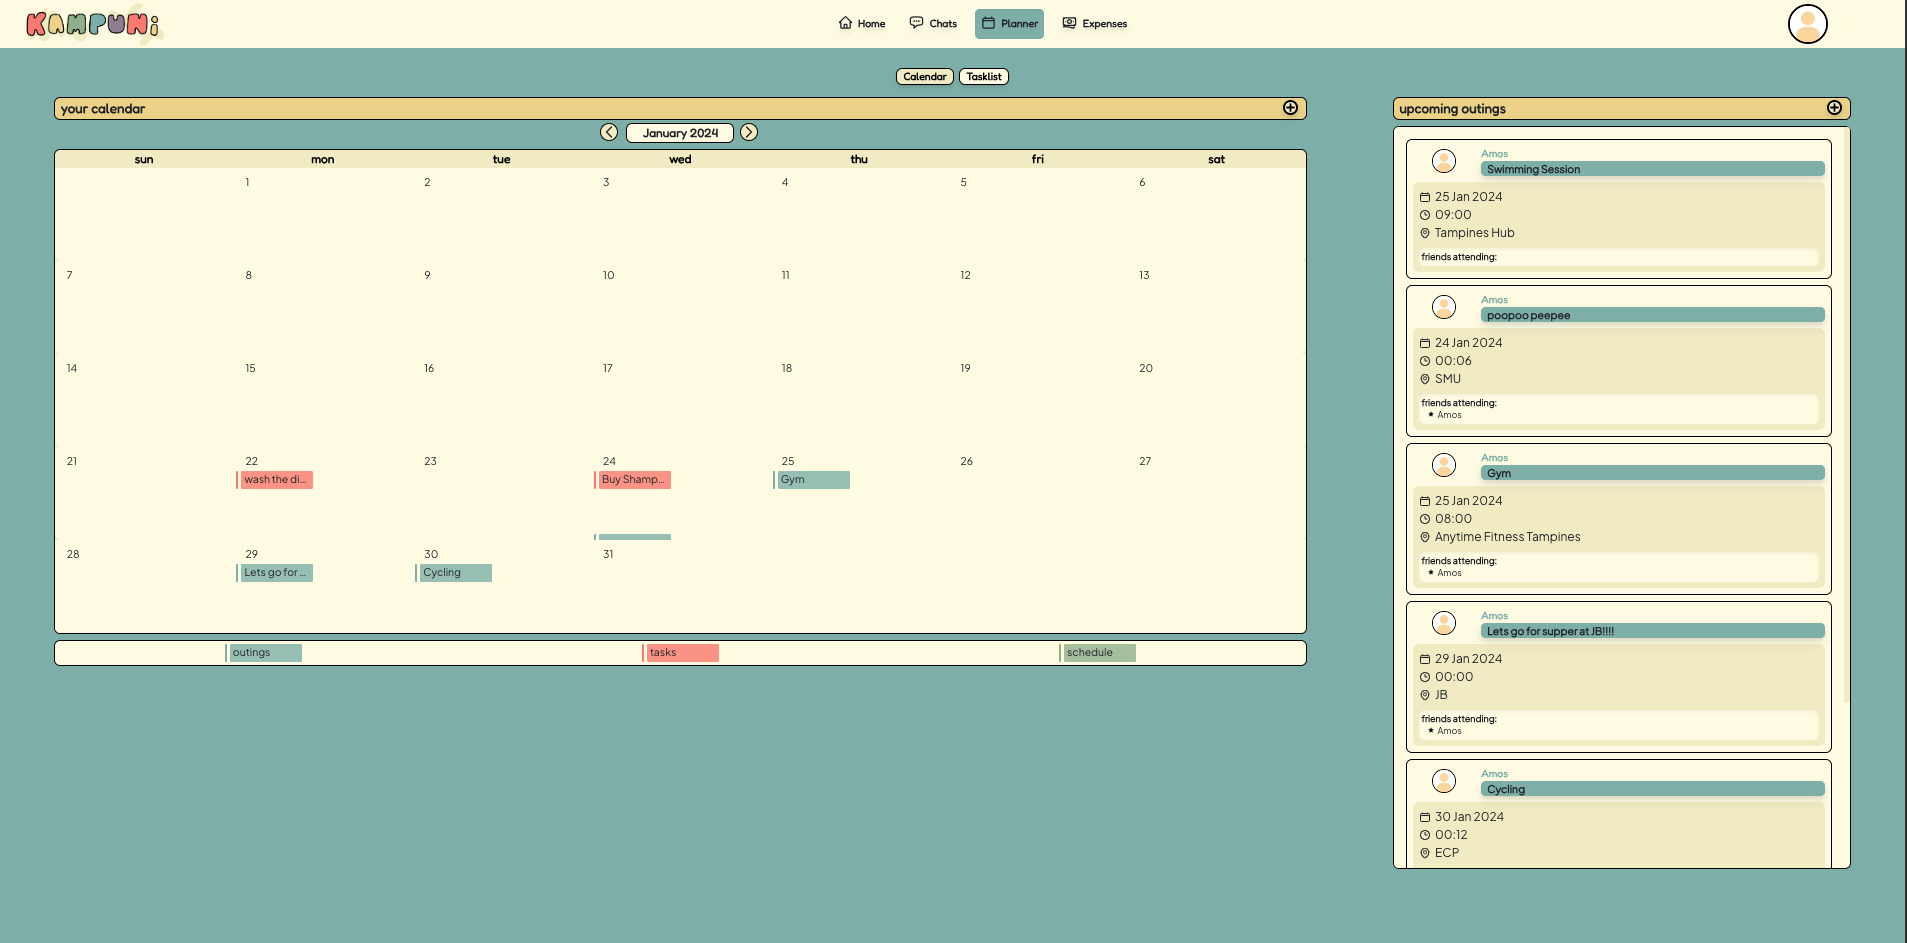 KAMPUNi
Home Chats Planner Expenses
Calendar Tasklist
your calendar
January 2024
sun mon tue wed thu fri sat
1 2 3 4 5 6
7 8 9 10 11 12 13
14 15 16 17 18 19 20
21 22 23 24 25 26 27
wash the di... Buy Shamp... Gym
28 29 30 31
Lets go for ... Cycling
outings tasks schedule
upcoming outings
Amos
Swimming Session
25 Jan 2024
09:00
Tampines Hub
friends attending:
Amos
poopoo peepee
24 Jan 2024
00:06
SMU
friends attending:
★ Amos
Amos
Gym
25 Jan 2024
08:00
Anytime Fitness Tampines
friends attending:
★ Amos
Amos
Lets go for supper at JB!!!!
29 Jan 2024
00:00
JB
friends attending:
★ Amos
Amos
Cycling
30 Jan 2024
00:12
ECP